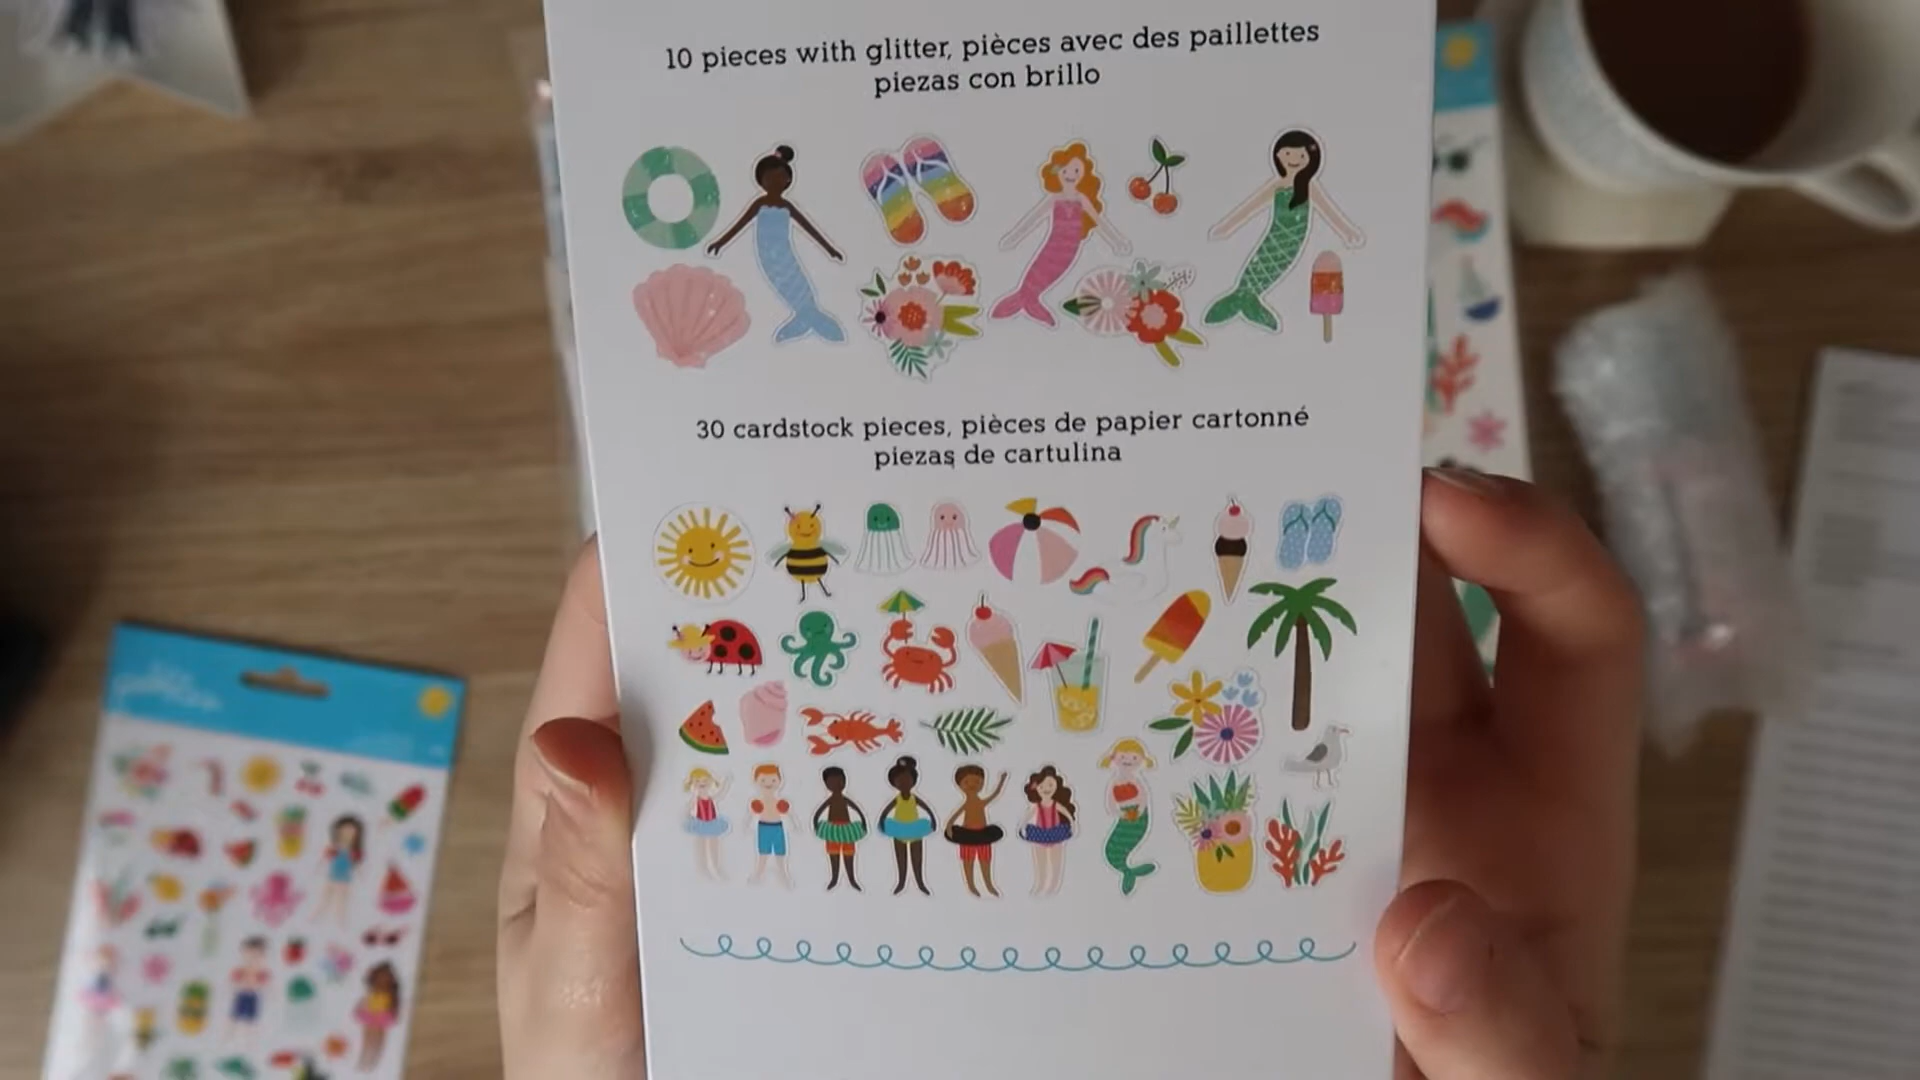 10 pieces with glitter, pièces avec des paillettes
piezas con brillo
30 cardstock pieces, pièces de papier cartonné
piezas de cartulina